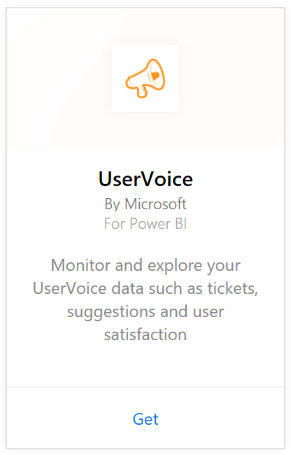 UserVoice
By Microsoft
For Power BI
Monitor and explore your
UserVoice data such as tickets,
suggestions and user
satisfaction
Get